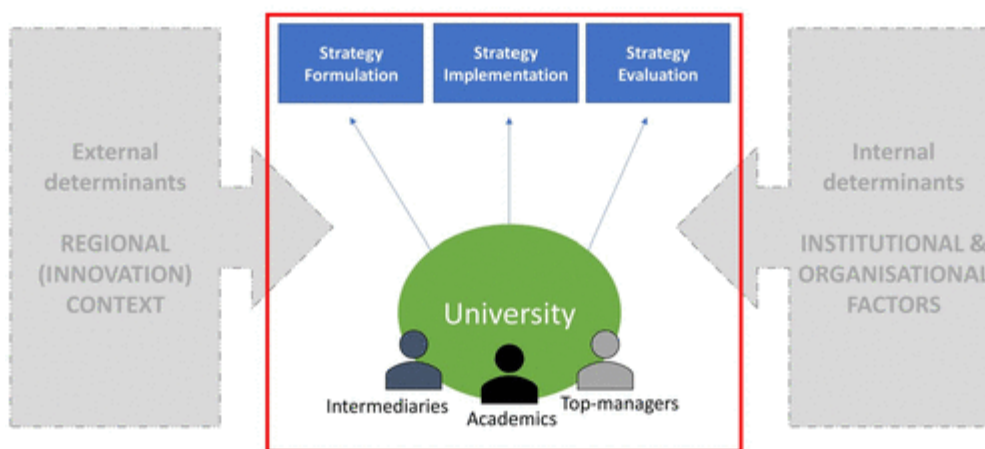 External
determinants
REGIONAL
(INNOVATION)
CONTEXT
Strategy
Formulation
Strategy
Implementation
Strategy
Evaluation
University
Intermediaries
Academics
Top-managers
Internal
determinants
INSTITUTIONAL &
ORGANISATIONAL
FACTORS